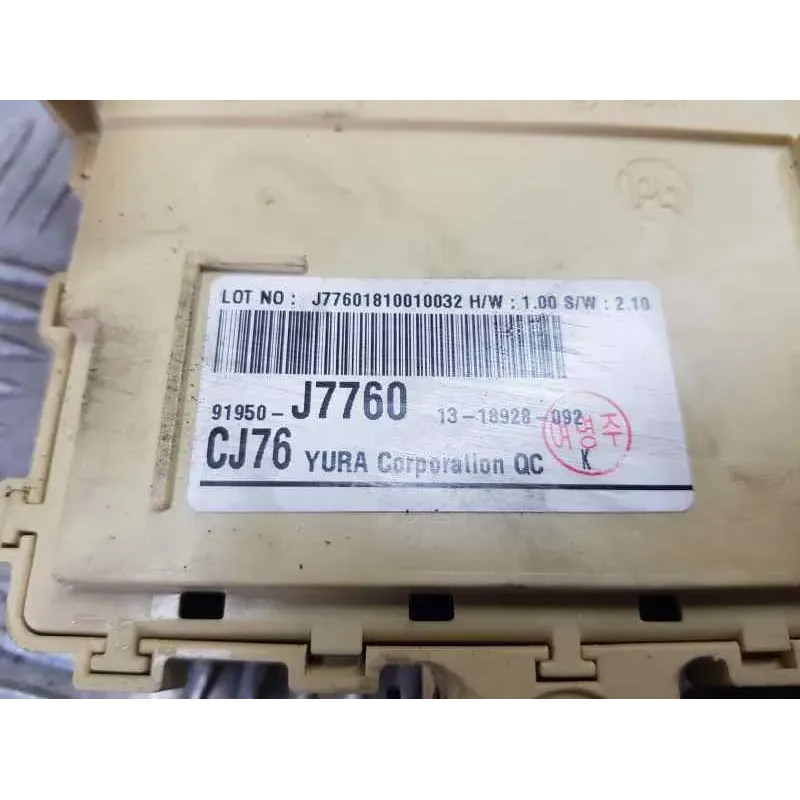 LOT NO : J77601810010032 H/W : 1.00 S/W : 2.10
91950-J7760 13-18928-092
CJ76 YURA Corporation QC K